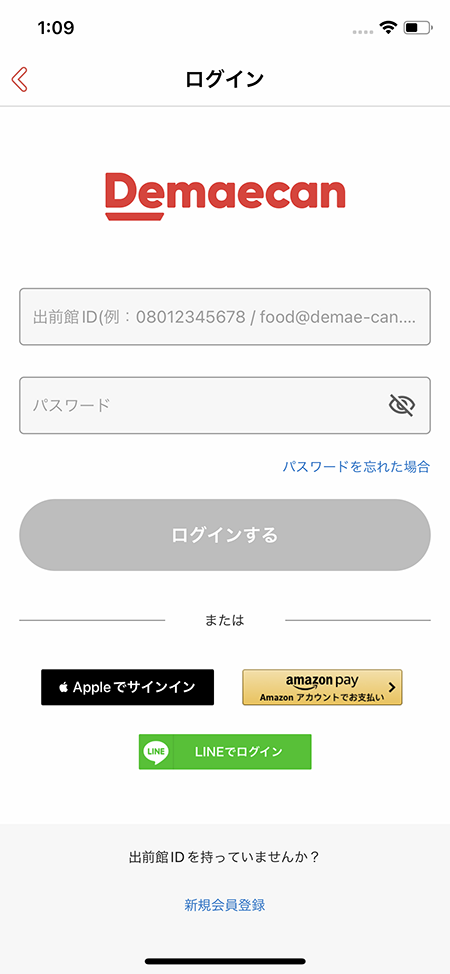 1:09
ログイン
Demaecan
出前館ID(例：08012345678 / food@demae-can....
パスワード
パスワードを忘れた場合
ログインする
または
Appleでサインイン
amazon pay
Amazon アカウントでお支払い
LINE
LINEでログイン
出前館IDを持っていませんか？
新規会員登録